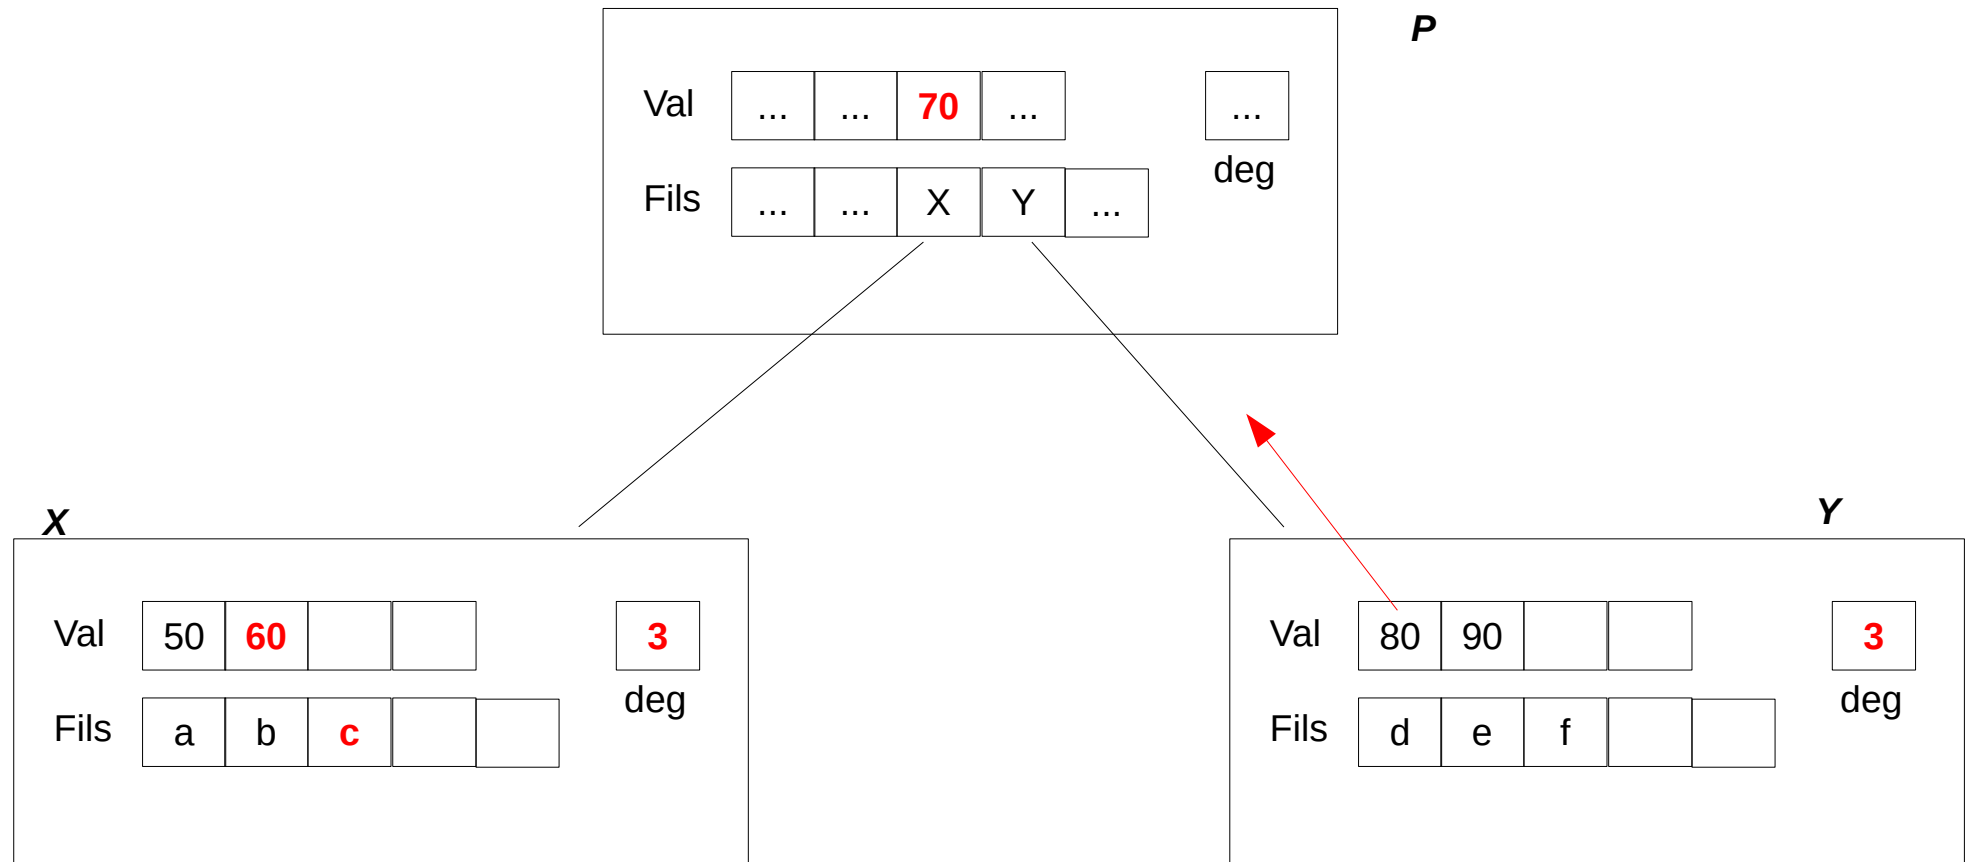 P
Val ... ... 70 ... ...
deg
Fils ... ... X Y ...
X
Y
Val 50 60 3
deg
Fils a b c
Val 80 90 3
deg
Fils d e f